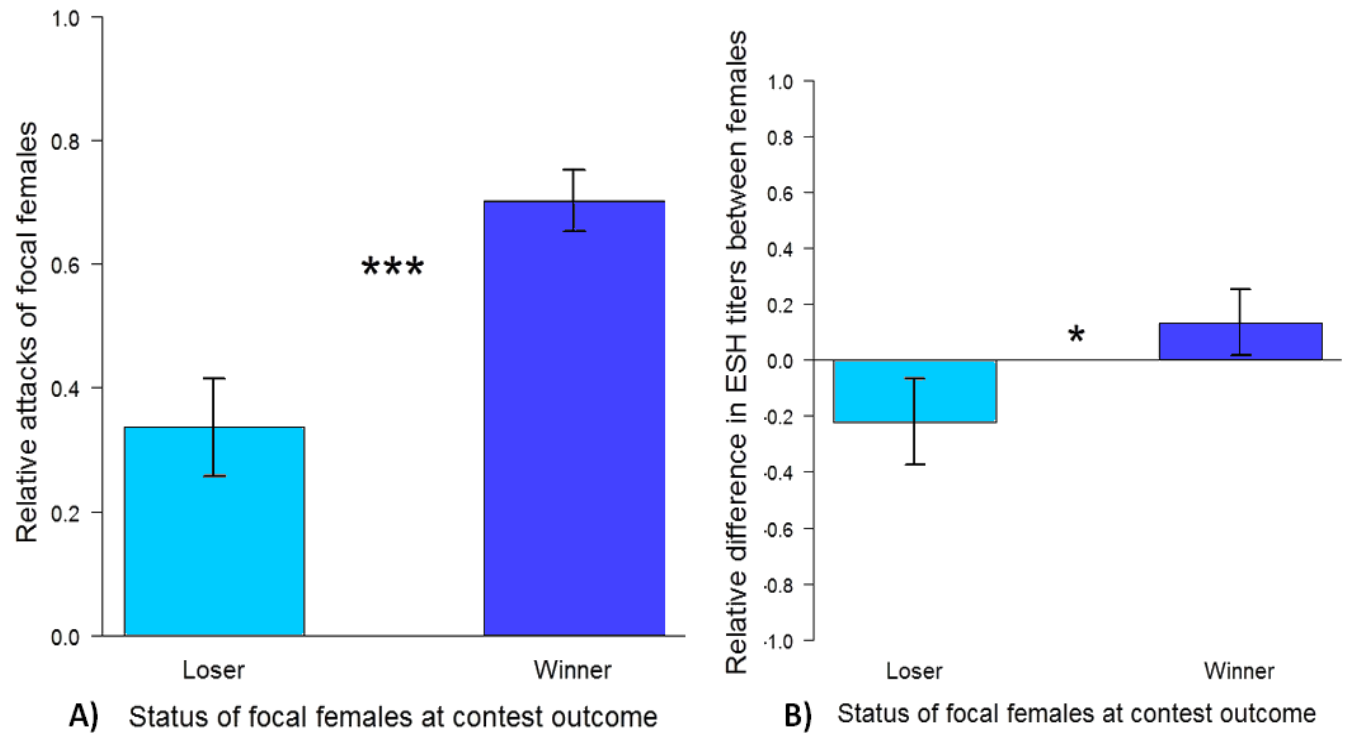 Relative attacks of focal females
1.0
0.8
0.6
0.4
0.2
0.0
***
Loser
Winner
A) Status of focal females at contest outcome
Relative difference in ESH titers between females
1.0
0.8
0.6
0.4
0.2
0.0
-0.2
-0.4
-0.6
-0.8
-1.0
*
Loser
Winner
B) Status of focal females at contest outcome